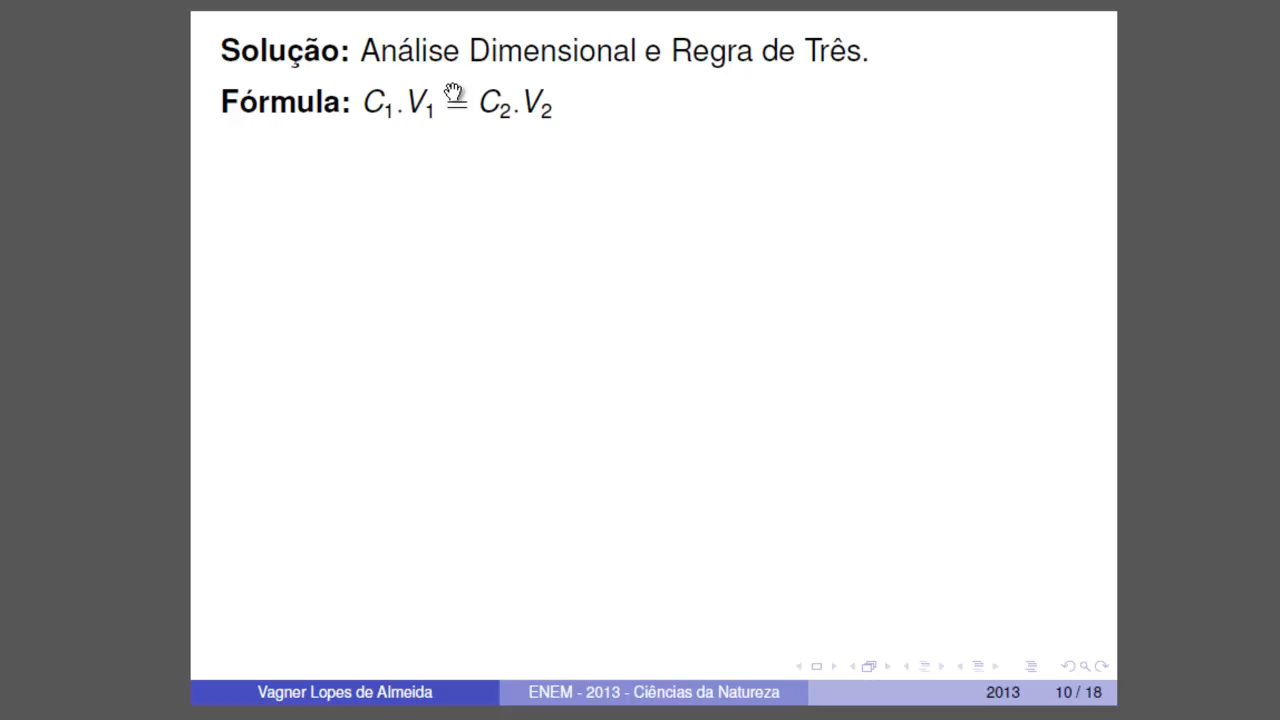 Solução: Análise Dimensional e Regra de Três.
Fórmula: C₁.V₁ = C₂.V₂
Vagner Lopes de Almeida ENEM - 2013 - Ciências da Natureza 2013 10 / 18